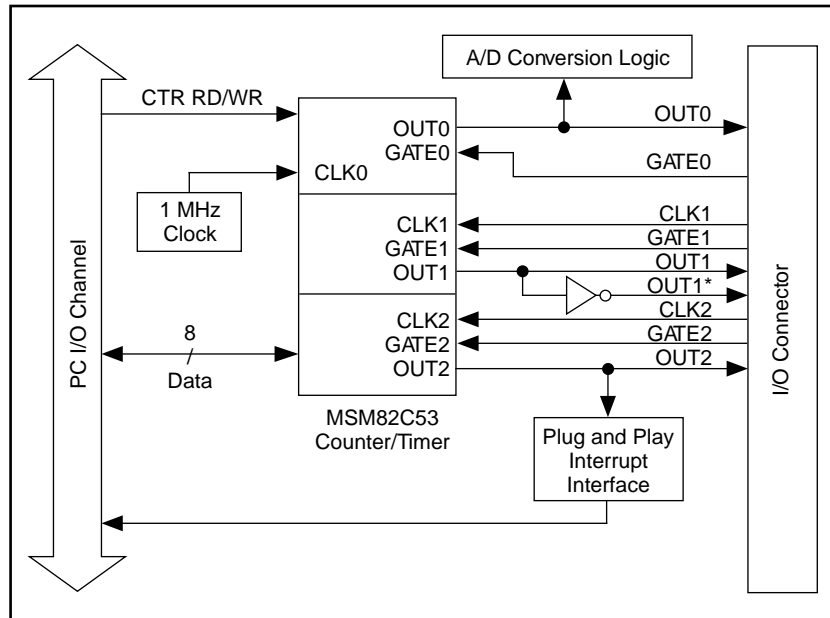 A/D Conversion Logic
CTR RD/WR
OUT0
OUT0
GATE0
GATE0
CLK0
1 MHz
Clock
CLK1
CLK1
GATE1
GATE1
OUT1
OUT1
OUT1*
CLK2
CLK2
GATE2
GATE2
OUT2
OUT2
8
Data
PC I/O Channel
I/O Connector
MSM82C53
Counter/Timer
Plug and Play
Interrupt
Interface